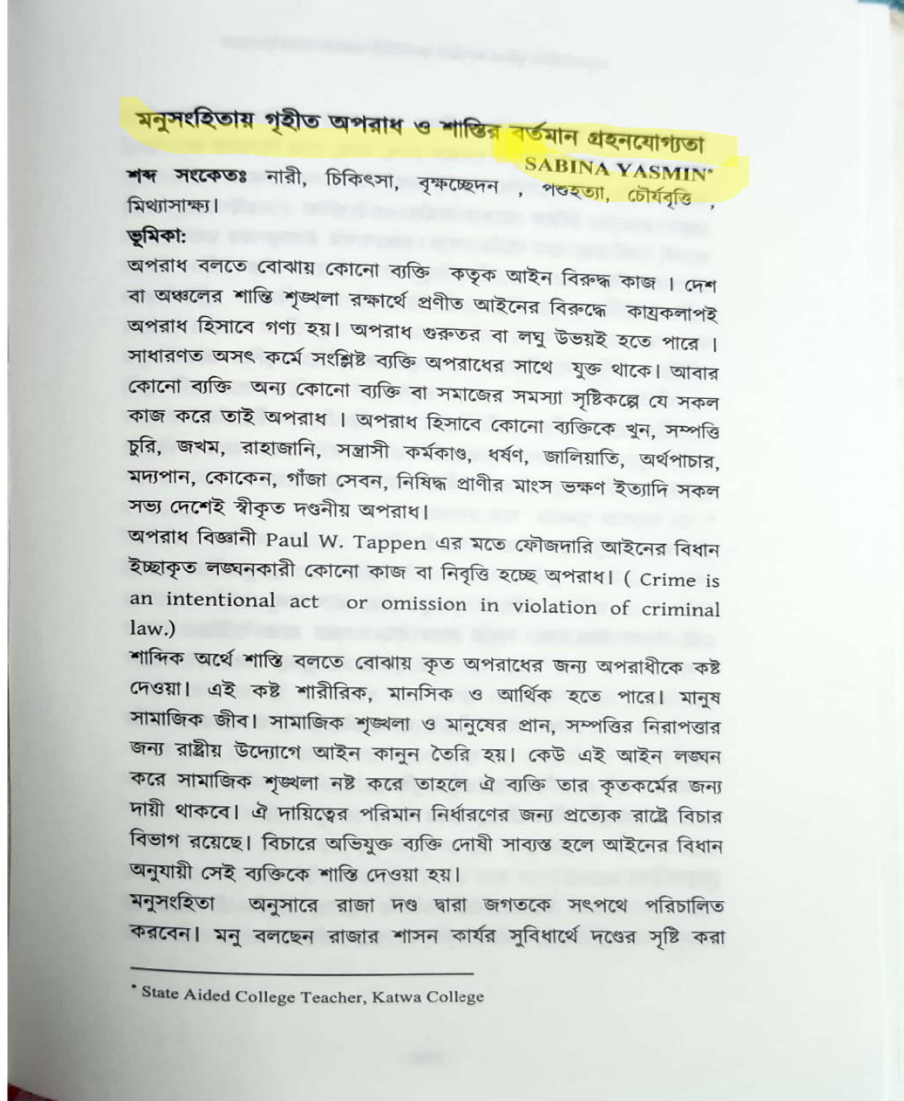 মনুসংহিতায় গৃহীত অপরাধ ও শাস্তির বর্তমান গ্রহনযোগ্যতা
SABINA YASMIN*
শব্দ সংকেতঃ নারী, চিকিৎসা, বৃক্ষচ্ছেদন , পশুহত্যা, চৌর্যবৃত্তি ,
মিথ্যাসাক্ষ্য।
ভূমিকা:
অপরাধ বলতে বোঝায় কোনো ব্যক্তি কতৃক আইন বিরুদ্ধ কাজ । দেশ
বা অঞ্চলের শান্তি শৃঙ্খলা রক্ষার্থে প্রণীত আইনের বিরুদ্ধে কায্রকলাপই
অপরাধ হিসাবে গণ্য হয়। অপরাধ গুরুতর বা লঘু উভয়ই হতে পারে ।
সাধারণত অসৎ কর্মে সংশ্লিষ্ট ব্যক্তি অপরাধের সাথে যুক্ত থাকে। আবার
কোনো ব্যক্তি অন্য কোনো ব্যক্তি বা সমাজের সমস্যা সৃষ্টিকল্পে যে সকল
কাজ করে তাই অপরাধ । অপরাধ হিসাবে কোনো ব্যক্তিকে খুন, সম্পত্তি
চুরি, জখম, রাহাজানি, সন্ত্রাসী কর্মকাণ্ড, ধর্ষণ, জালিয়াতি, অর্থপাচার,
মদ্যপান, কোকেন, গাঁজা সেবন, নিষিদ্ধ প্রাণীর মাংস ভক্ষণ ইত্যাদি সকল
সভ্য দেশেই স্বীকৃত দণ্ডনীয় অপরাধ।
অপরাধ বিজ্ঞানী Paul W. Tappen এর মতে ফৌজদারি আইনের বিধান
ইচ্ছাকৃত লঙ্ঘনকারী কোনো কাজ বা নিবৃত্তি হচ্ছে অপরাধ। ( Crime is
an intentional act or omission in violation of criminal
law.)
শাব্দিক অর্থে শাস্তি বলতে বোঝায় কৃত অপরাধের জন্য অপরাধীকে কষ্ট
দেওয়া। এই কষ্ট শারীরিক, মানসিক ও আর্থিক হতে পারে। মানুষ
সামাজিক জীব। সামাজিক শৃঙ্খলা ও মানুষের প্রান, সম্পত্তির নিরাপত্তার
জন্য রাষ্ট্রীয় উদ্যোগে আইন কানুন তৈরি হয়। কেউ এই আইন লঙ্ঘন
করে সামাজিক শৃঙ্খলা নষ্ট করে তাহলে ঐ ব্যক্তি তার কৃতকর্মের জন্য
দায়ী থাকবে। ঐ দায়িত্বের পরিমান নির্ধারণের জন্য প্রত্যেক রাষ্ট্রে বিচার
বিভাগ রয়েছে। বিচারে অভিযুক্ত ব্যক্তি দোষী সাব্যস্ত হলে আইনের বিধান
অনুযায়ী সেই ব্যক্তিকে শাস্তি দেওয়া হয়।
মনুসংহিতা অনুসারে রাজা দণ্ড দ্বারা জগতকে সৎপথে পরিচালিত
করবেন। মনু বলছেন রাজার শাসন কার্যর সুবিধার্থে দণ্ডের সৃষ্টি করা
* State Aided College Teacher, Katwa College